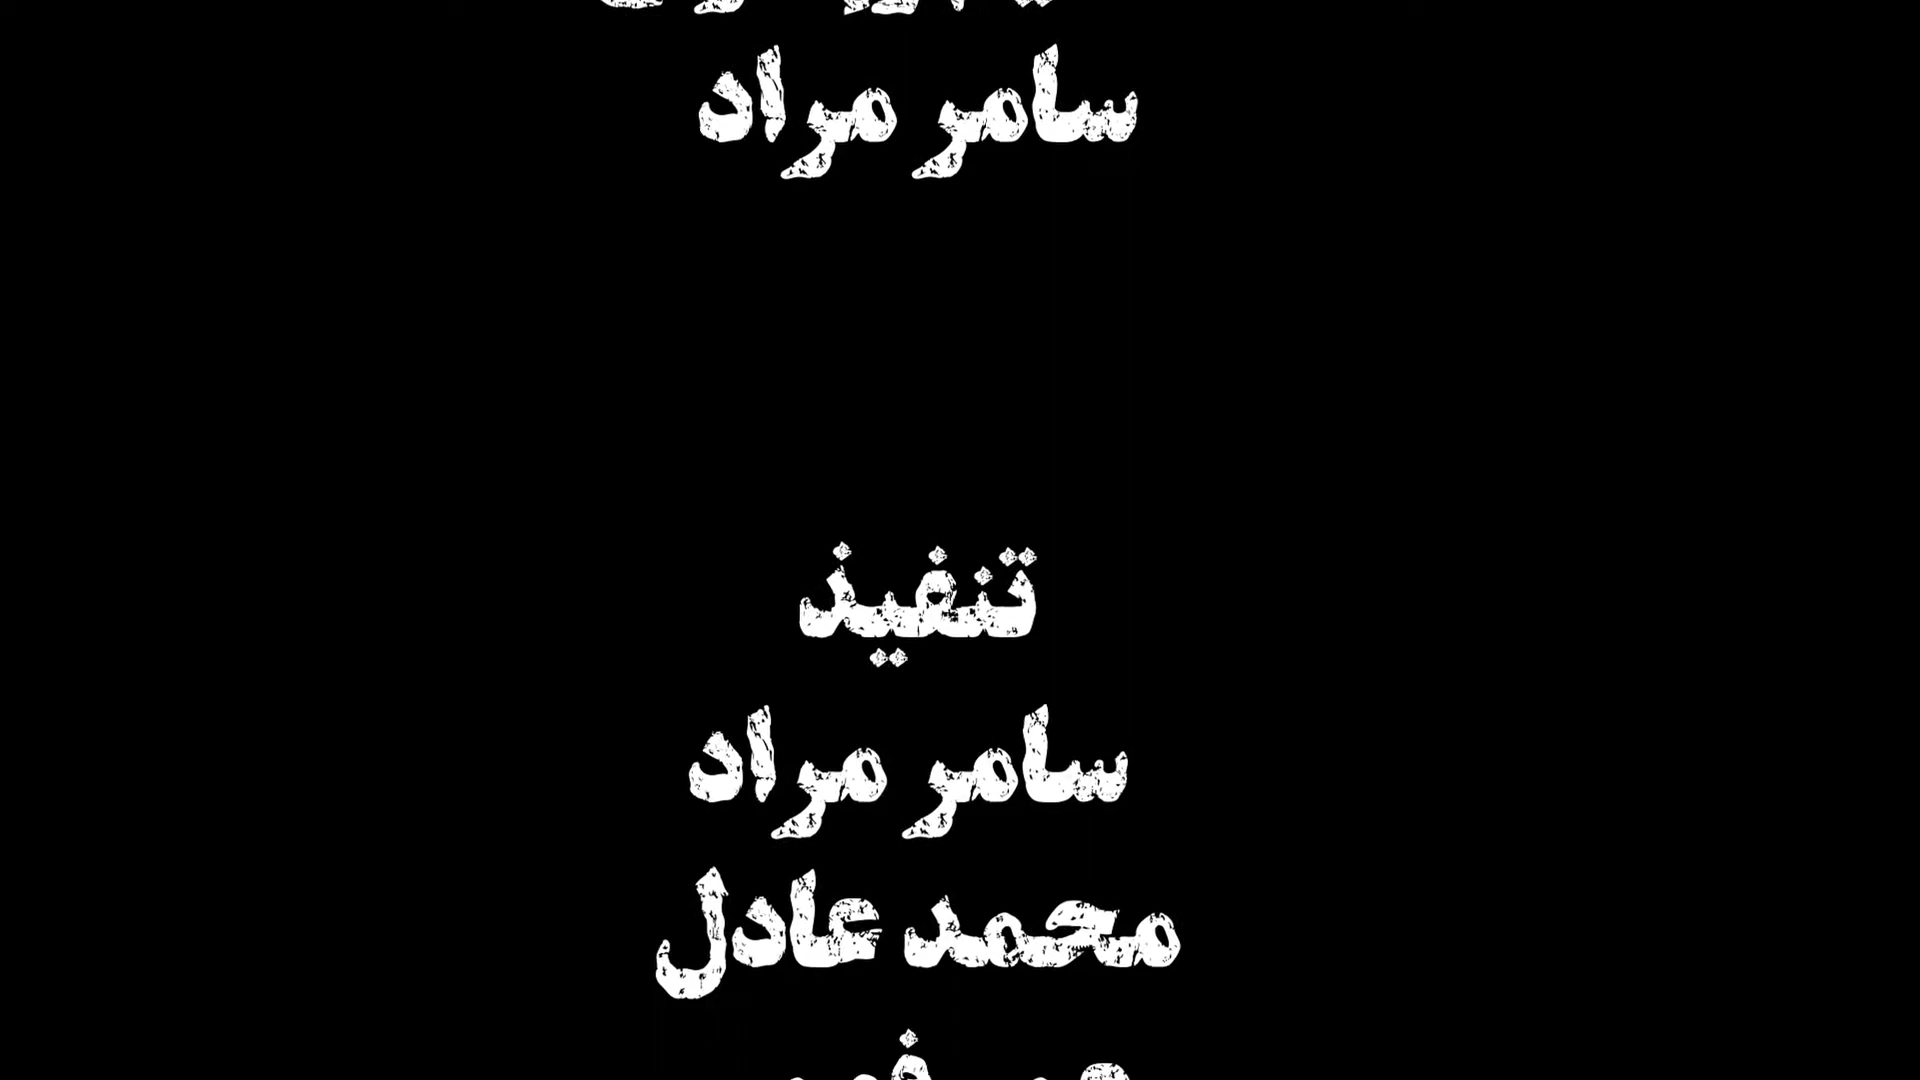 سامر مراد
تنفيذ
سامر مراد
محمد عادل